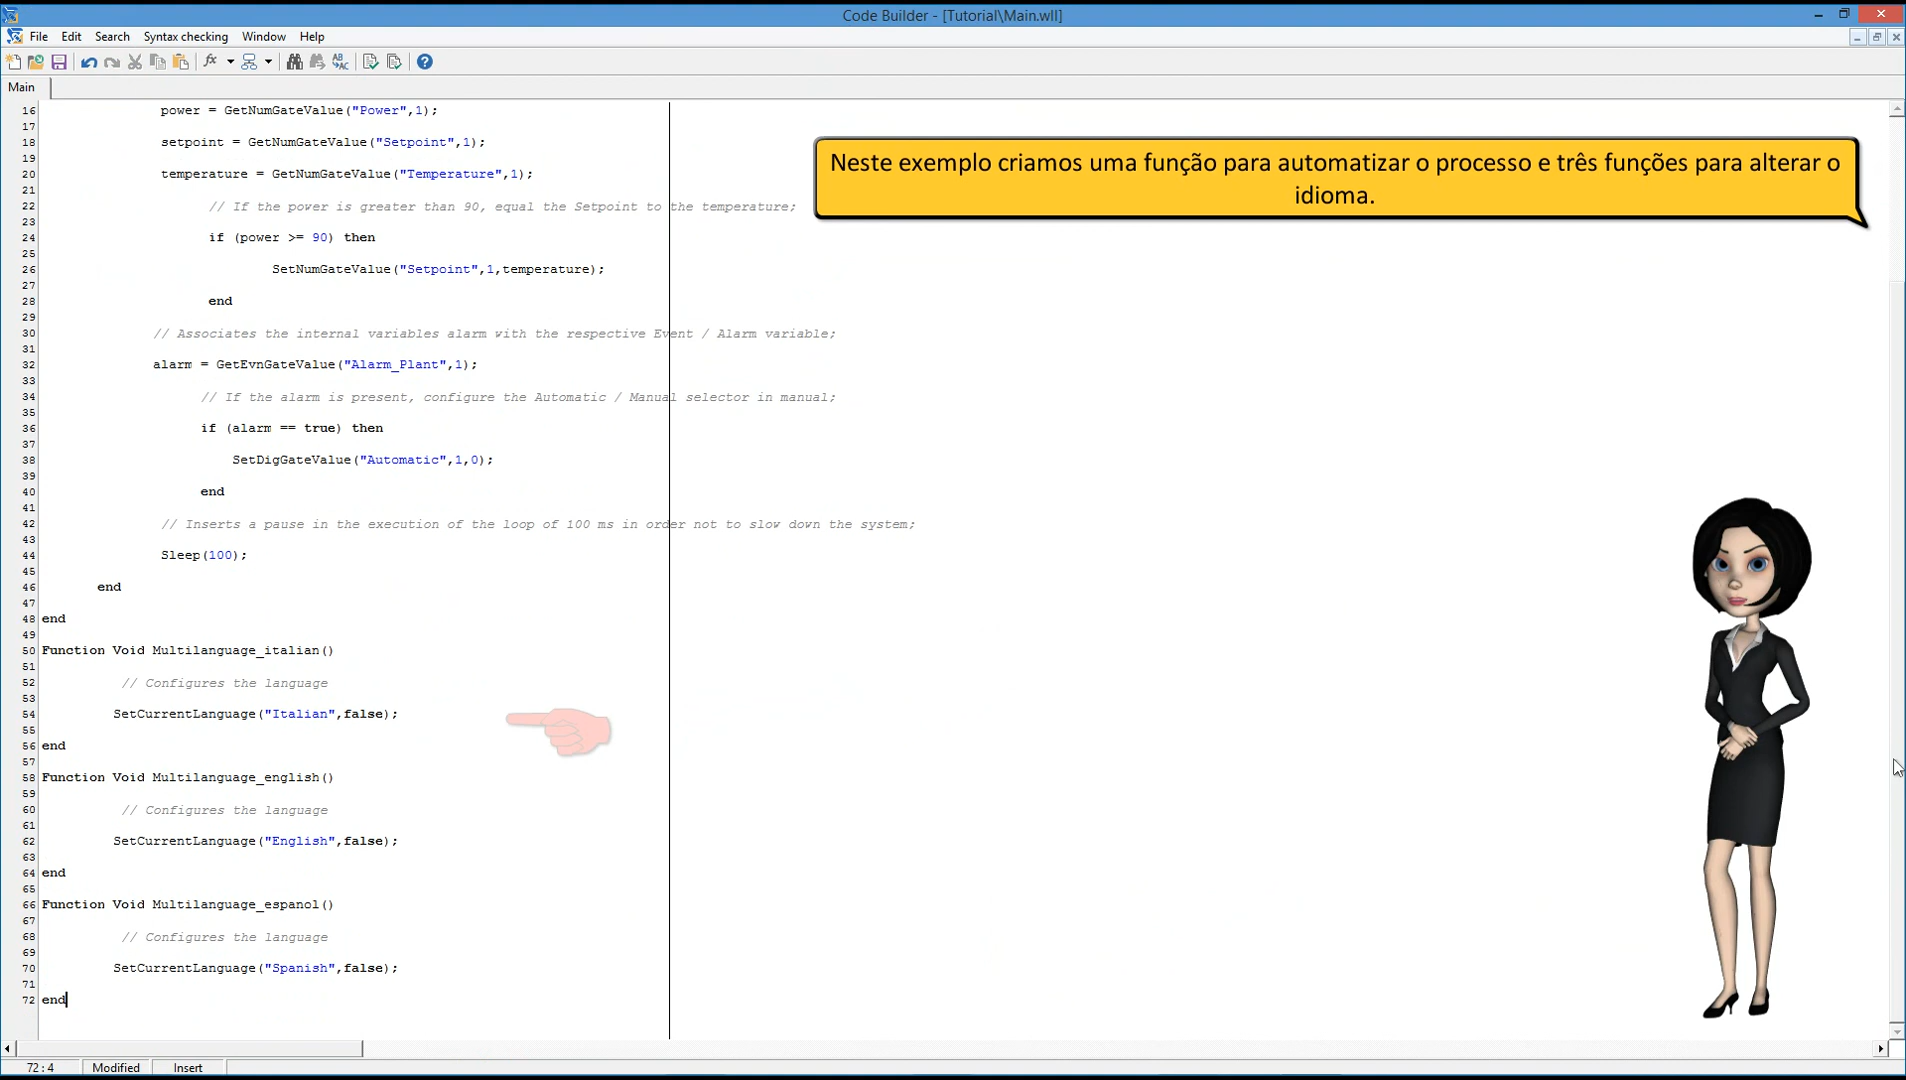 Code Builder - [Tutorial\Main.wll]
File Edit Search Syntax checking Window Help
Main
16 power = GetNumGateValue("Power",1);
17
18 setpoint = GetNumGateValue("Setpoint",1);
19
20 temperature = GetNumGateValue("Temperature",1);
21
22 // If the power is greater than 90, equal the Setpoint to the temperature;
23
24 if (power >= 90) then
25
26 SetNumGateValue("Setpoint",1,temperature);
27
28 end
29
30 // Associates the internal variables alarm with the respective Event / Alarm variable;
31
32 alarm = GetEvnGateValue("Alarm_Plant",1);
33
34 // If the alarm is present, configure the Automatic / Manual selector in manual;
35
36 if (alarm == true) then
37
38 SetDigGateValue("Automatic",1,0);
39
40 end
41
42 // Inserts a pause in the execution of the loop of 100 ms in order not to slow down the system;
43
44 Sleep(100);
45
46 end
47
48 end
49
50 Function Void Multilanguage_italian()
51
52 // Configures the language
53
54 SetCurrentLanguage("Italian",false);
55
56 end
57
58 Function Void Multilanguage_english()
59
60 // Configures the language
61
62 SetCurrentLanguage("English",false);
63
64 end
65
66 Function Void Multilanguage_espanol()
67
68 // Configures the language
69
70 SetCurrentLanguage("Spanish",false);
71
72 end
Neste exemplo criamos uma função para automatizar o processo e três funções para alterar o
idioma.
72: 4 Modified Insert